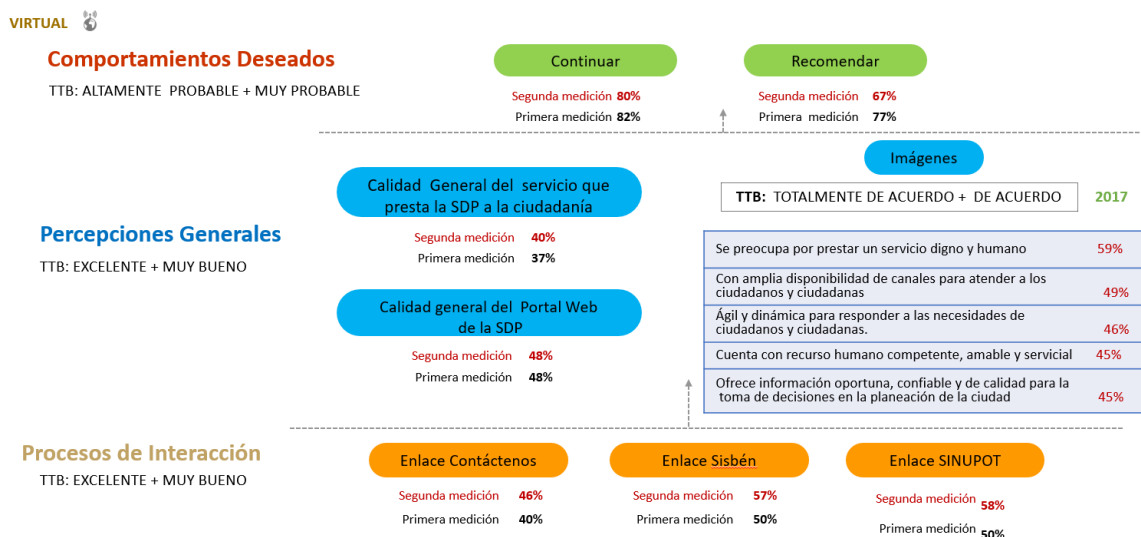 VIRTUAL
Comportamientos Deseados
TTB: ALTAMENTE PROBABLE + MUY PROBABLE
Continuar
Segunda medición 80%
Primera medición 82%
Recomendar
Segunda medición 67%
Primera medición 77%
Percepciones Generales
TTB: EXCELENTE + MUY BUENO
Calidad General del servicio que
presta la SDP a la ciudadanía
Segunda medición 40%
Primera medición 37%
Calidad general del Portal Web
de la SDP
Segunda medición 48%
Primera medición 48%
Imágenes
TTB: TOTALMENTE DE ACUERDO + DE ACUERDO
2017
Se preocupa por prestar un servicio digno y humano 59%
Con amplia disponibilidad de canales para atender a los
ciudadanos y ciudadanas 49%
Ágil y dinámica para responder a las necesidades de
ciudadanos y ciudadanas. 46%
Cuenta con recurso humano competente, amable y servicial 45%
Ofrece información oportuna, confiable y de calidad para la
toma de decisiones en la planeación de la ciudad 45%
Procesos de Interacción
TTB: EXCELENTE + MUY BUENO
Enlace Contáctenos
Segunda medición 46%
Primera medición 40%
Enlace Sisbén
Segunda medición 57%
Primera medición 50%
Enlace SINUPOT
Segunda medición 58%
Primera medición 50%